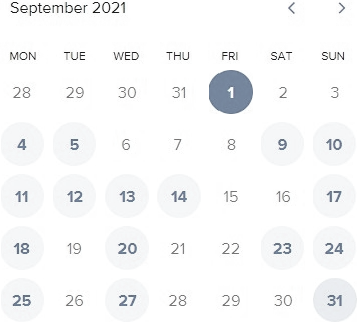 September 2021
MON TUE WED THU FRI SAT SUN
28 29 30 31 1 2 3
4 5 6 7 8 9 10
11 12 13 14 15 16 17
18 19 20 21 22 23 24
25 26 27 28 29 30 31